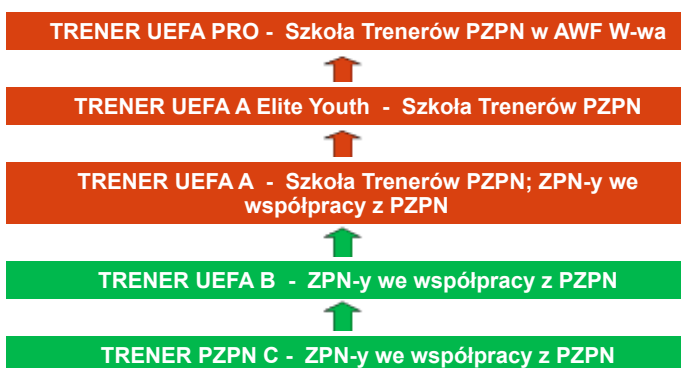 TRENER UEFA PRO - Szkoła Trenerów PZPN w AWF W-wa
TRENER UEFA A Elite Youth - Szkoła Trenerów PZPN
TRENER UEFA A - Szkoła Trenerów PZPN; ZPN-y we
współpracy z PZPN
TRENER UEFA B - ZPN-y we współpracy z PZPN
TRENER PZPN C - ZPN-y we współpracy z PZPN